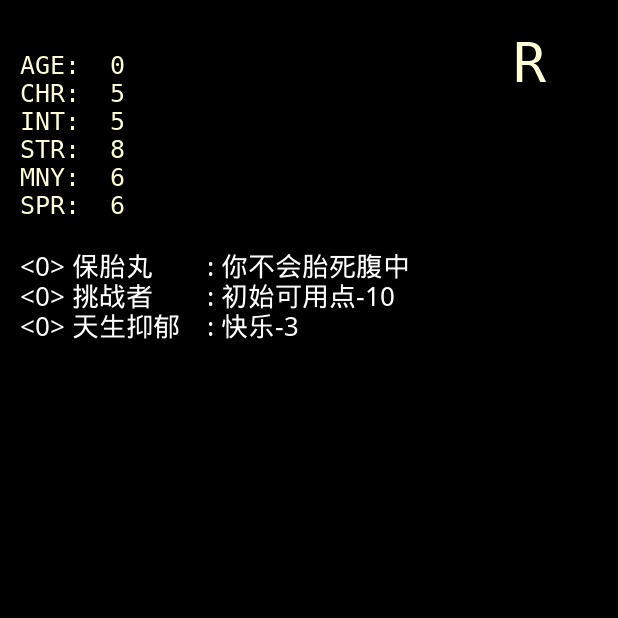 R
AGE: 0
CHR: 5
INT: 5
STR: 8
MNY: 6
SPR: 6
<0> 保胎丸 : 你不会胎死腹中
<0> 挑战者 : 初始可用点-10
<0> 天生抑郁 : 快乐-3